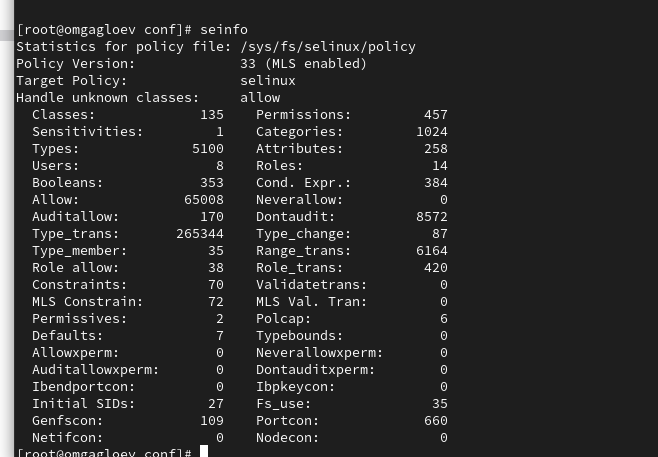 [root@omgagloev conf]# seinfo
Statistics for policy file: /sys/fs/selinux/policy
Policy Version:             33 (MLS enabled)
Target Policy:              selinux
Handle unknown classes:     allow
  Classes:             135    Permissions:         457
  Sensitivities:         1    Categories:         1024
  Types:              5100    Attributes:          258
  Users:                 8    Roles:                14
  Booleans:            353    Cond. Expr.:         384
  Allow:             65008    Neverallow:            0
  Auditallow:          170    Dontaudit:          8572
  Type_trans:       265344    Type_change:          87
  Type_member:          35    Range_trans:        6164
  Role allow:           38    Role_trans:          420
  Constraints:          70    Validatetrans:         0
  MLS Constrain:        72    MLS Val. Tran:         0
  Permissives:           2    Polcap:                6
  Defaults:              7    Typebounds:            0
  Allowxperm:            0    Neverallowxperm:       0
  Auditallowxperm:       0    Dontauditxperm:        0
  Ibendportcon:          0    Ibpkeycon:             0
  Initial SIDs:         27    Fs_use:               35
  Genfscon:            109    Portcon:             660
  Netifcon:              0    Nodecon:               0
[root@omgagloev conf]#